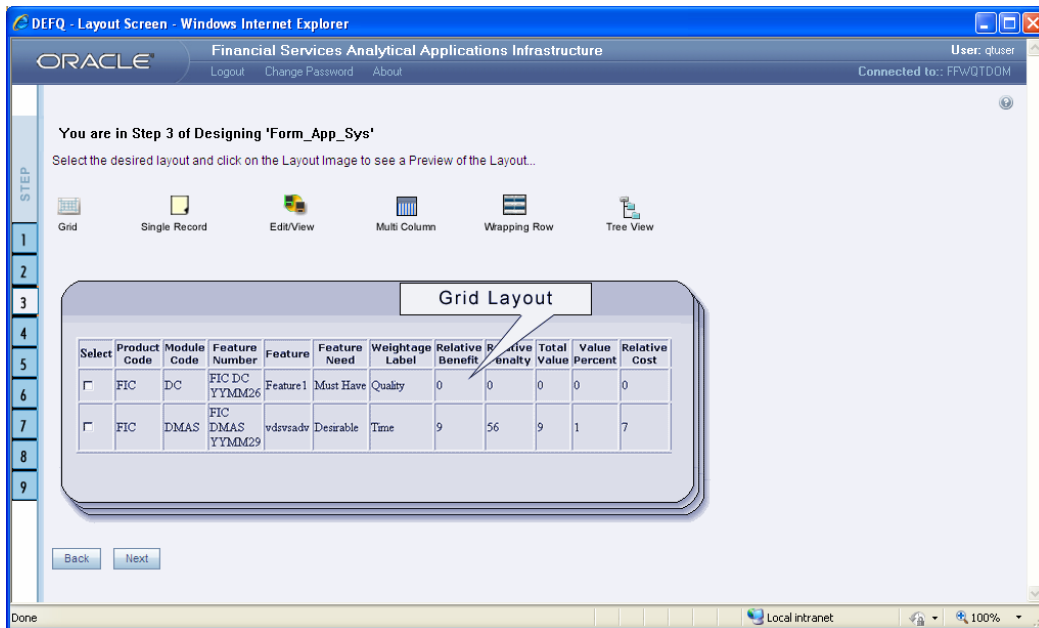 DEFQ - Layout Screen - Windows Internet Explorer
ORACLE
Financial Services Analytical Applications Infrastructure
User: qtuser
Logout Change Password About
Connected to:: FFWQTDOM
You are in Step 3 of Designing 'Form_App_Sys'
Select the desired layout and click on the Layout Image to see a Preview of the Layout...
STEP
1
2
3
4
5
6
7
8
9
Grid Single Record Edit/View Multi Column Wrapping Row Tree View
Grid Layout
Select Product Code Module Code Feature Number Feature Feature Need Weightage Label Relative Benefit Total Value Value Percent Relative Cost
FIC DC FIC DC YYMM26 Feature1 Must Have Quality 0 0 0 0 0
FIC DMAS FIC DMAS YYMM29 vdsvsadv Desirable Time 9 56 9 1 7
Back Next
Done
Local intranet
100%